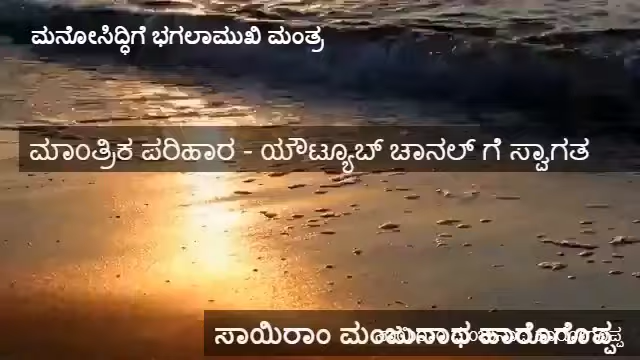 ಮನೋಸಿದ್ಧಿಗೆ ಭಗಲಾಮುಖಿ ಮಂತ್ರ
ಮಾಂತ್ರಿಕ ಪರಿಹಾರ - ಯೌಟ್ಯೂಬ್ ಚಾನಲ್ ಗೆ ಸ್ವಾಗತ
ಸಾಯಿರಾಂ ಮಂಜುನಾಥ ಹಾರೊಗೊಪ್ಪ